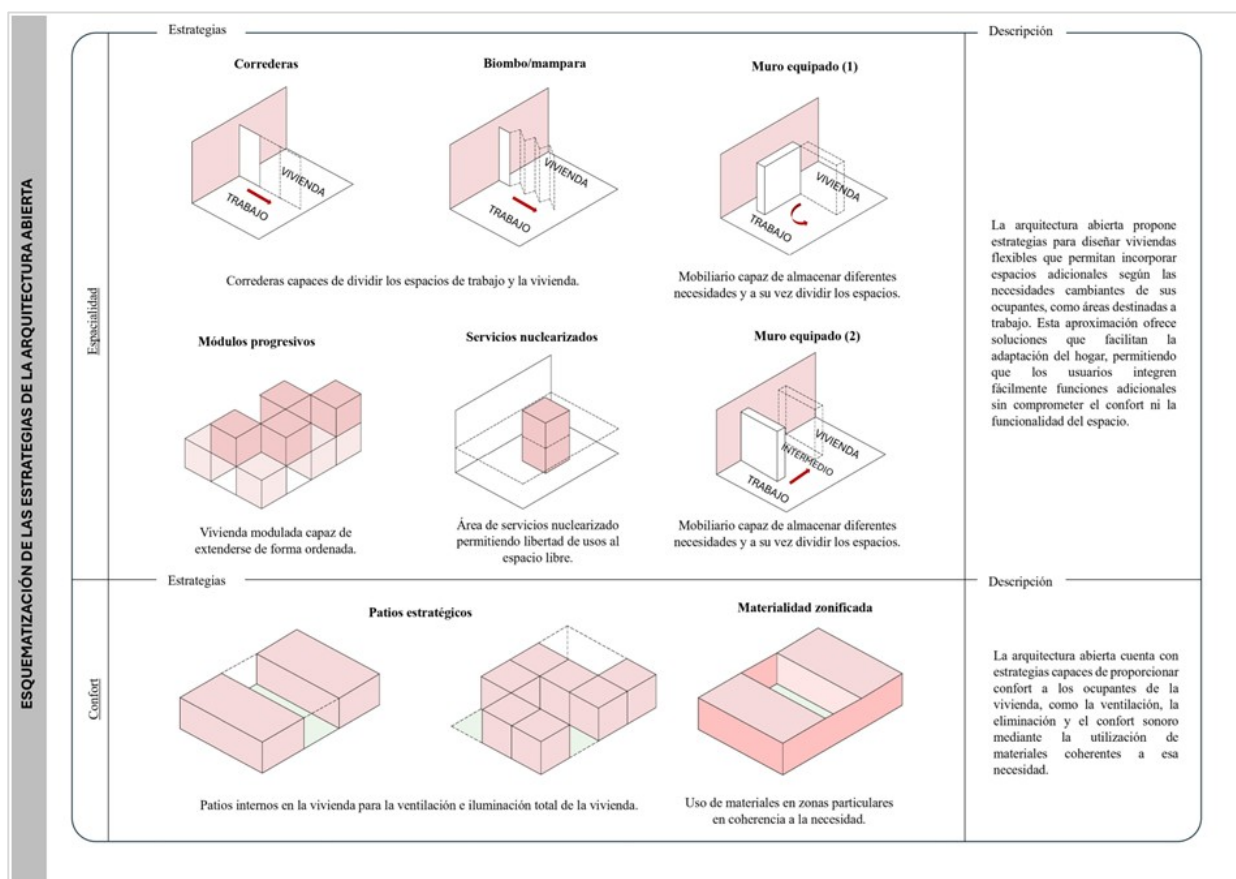 ESQUEMATIZACIÓN DE LAS ESTRATEGIAS DE LA ARQUITECTURA ABIERTA
Estrategias
Descripción
Espacialidad
Correderas
TRABAJO
VIVIENDA
Biombo/mampara
TRABAJO
VIVIENDA
Correderas capaces de dividir los espacios de trabajo y la vivienda.
Muro equipado (1)
TRABAJO
VIVIENDA
Mobiliario capaz de almacenar diferentes
necesidades y a su vez dividir los espacios.
Módulos progresivos
Vivienda modulada capaz de
extenderse de forma ordenada.
Servicios nuclearizados
Área de servicios nuclearizado
permitiendo libertad de usos al
espacio libre.
Muro equipado (2)
TRABAJO
INTERMEDIO
VIVIENDA
Mobiliario capaz de almacenar diferentes
necesidades y a su vez dividir los espacios.
La arquitectura abierta propone
estrategias para diseñar viviendas
flexibles que permitan incorporar
espacios adicionales según las
necesidades cambiantes de sus
ocupantes, como áreas destinadas a
trabajo. Esta aproximación ofrece
soluciones que facilitan la
adaptación del hogar, permitiendo
que los usuarios integren
fácilmente funciones adicionales
sin comprometer el confort ni la
funcionalidad del espacio.
Estrategias
Descripción
Confort
Patios estratégicos
Patios internos en la vivienda para la ventilación e iluminación total de la vivienda.
Materialidad zonificada
Uso de materiales en zonas particulares
en coherencia a la necesidad.
La arquitectura abierta cuenta con
estrategias capaces de proporcionar
confort a los ocupantes de la
vivienda, como la ventilación, la
eliminación y el confort sonoro
mediante la utilización de
materiales coherentes a esa
necesidad.